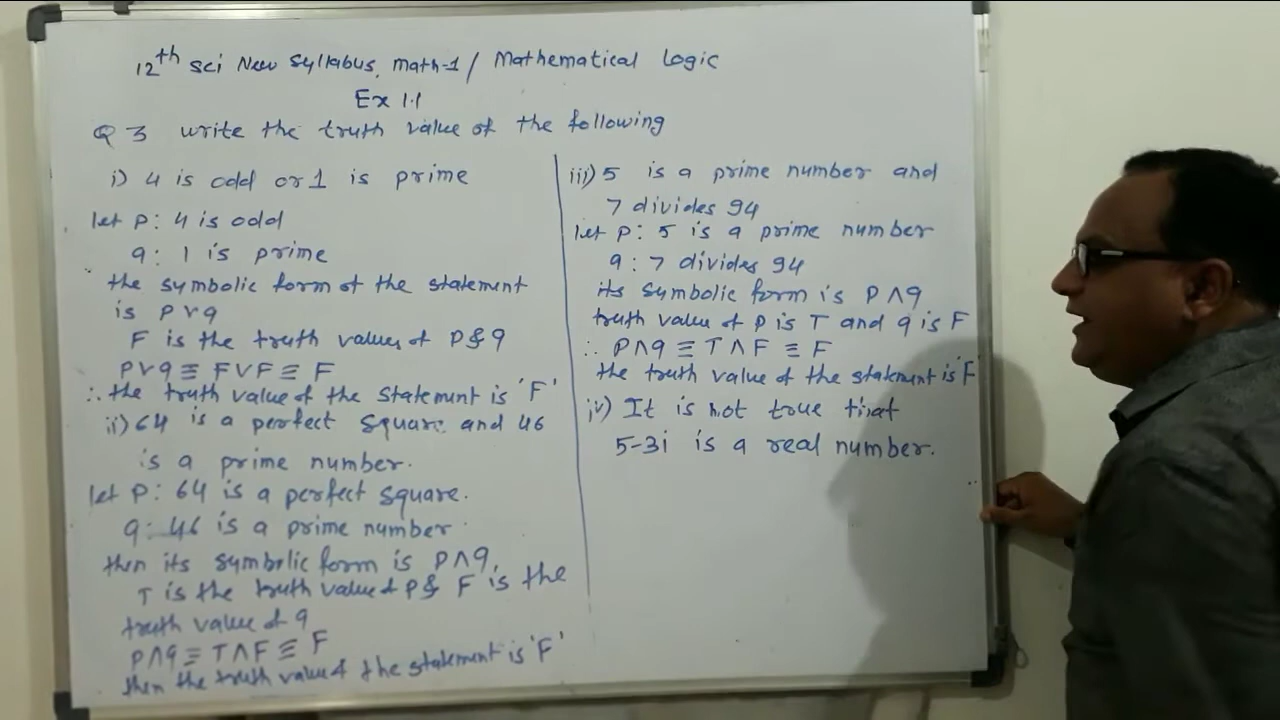 12th sci New syllabus, math-1 / Mathematical Logic
Ex 1.1
Q 3 write the truth value of the following
i) 4 is odd or 1 is prime
let p: 4 is odd
q: 1 is prime
the symbolic form of the statement
is p∨q
F is the truth values of p & q
p∨q ≡ F∨F ≡ F
∴ the truth value of the statement is 'F'
ii) 64 is a perfect square and 46
is a prime number.
let p: 64 is a perfect square.
q: 46 is a prime number
then its symbolic form is p∧q.
T is the truth value of p & F is the
truth value of q
p∧q ≡ T∧F ≡ F
then the truth value of the statement is 'F'
iii) 5 is a prime number and
7 divides 94
let p: 5 is a prime number
q: 7 divides 94
its symbolic form is p∧q
truth value of p is T and q is F
∴ p∧q ≡ T∧F ≡ F
the truth value of the statement is 'F'
iv) It is not true that
5-3i is a real number.